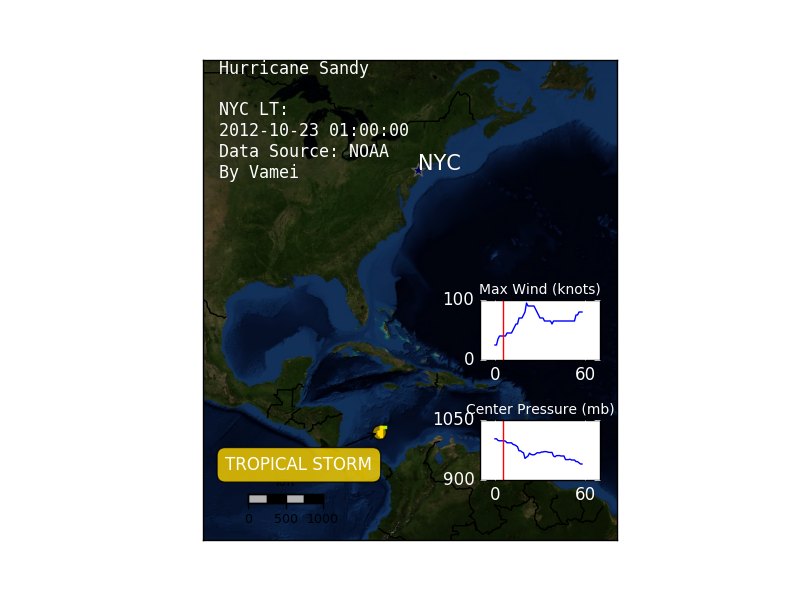 Hurricane Sandy
NYC LT:
2012-10-23 01:00:00
Data Source: NOAA
By Vamei
NYC
Max Wind (knots)
100
0
0 60
Center Pressure (mb)
1050
900
0 60
TROPICAL STORM
0 500 1000